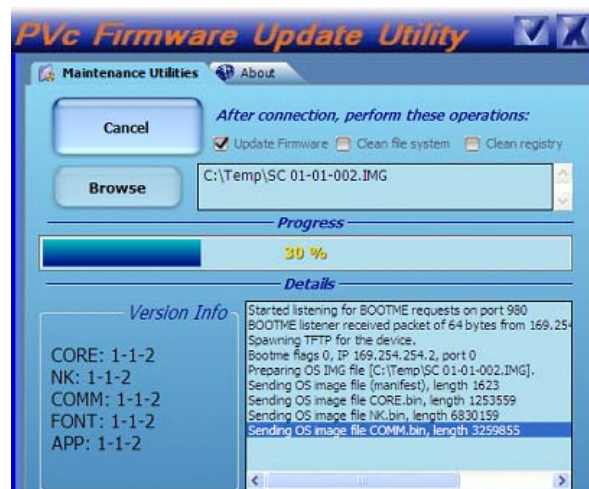 PVc Firmware Update Utility
Maintenance Utilities
About
Cancel
After connection, perform these operations:
Update Firmware
Clean file system
Clean registry
Browse
C:\Temp\SC 01-01-002.IMG
Progress
30 %
Details
Version Info
CORE: 1-1-2
NK: 1-1-2
COMM: 1-1-2
FONT: 1-1-2
APP: 1-1-2
Started listening for BOOTME requests on port 980
BOOTME listener received packet of 64 bytes from 169.254
Spawning TFTP for the device.
Bootme flags 0, IP 169.254.254.2, port 0
Preparing OS IMG file [C:\Temp\SC 01-01-002.IMG].
Sending OS image file (manifest), length 1623
Sending OS image file CORE.bin, length 1253559
Sending OS image file NK.bin, length 6830159
Sending OS image file COMM.bin, length 3259855